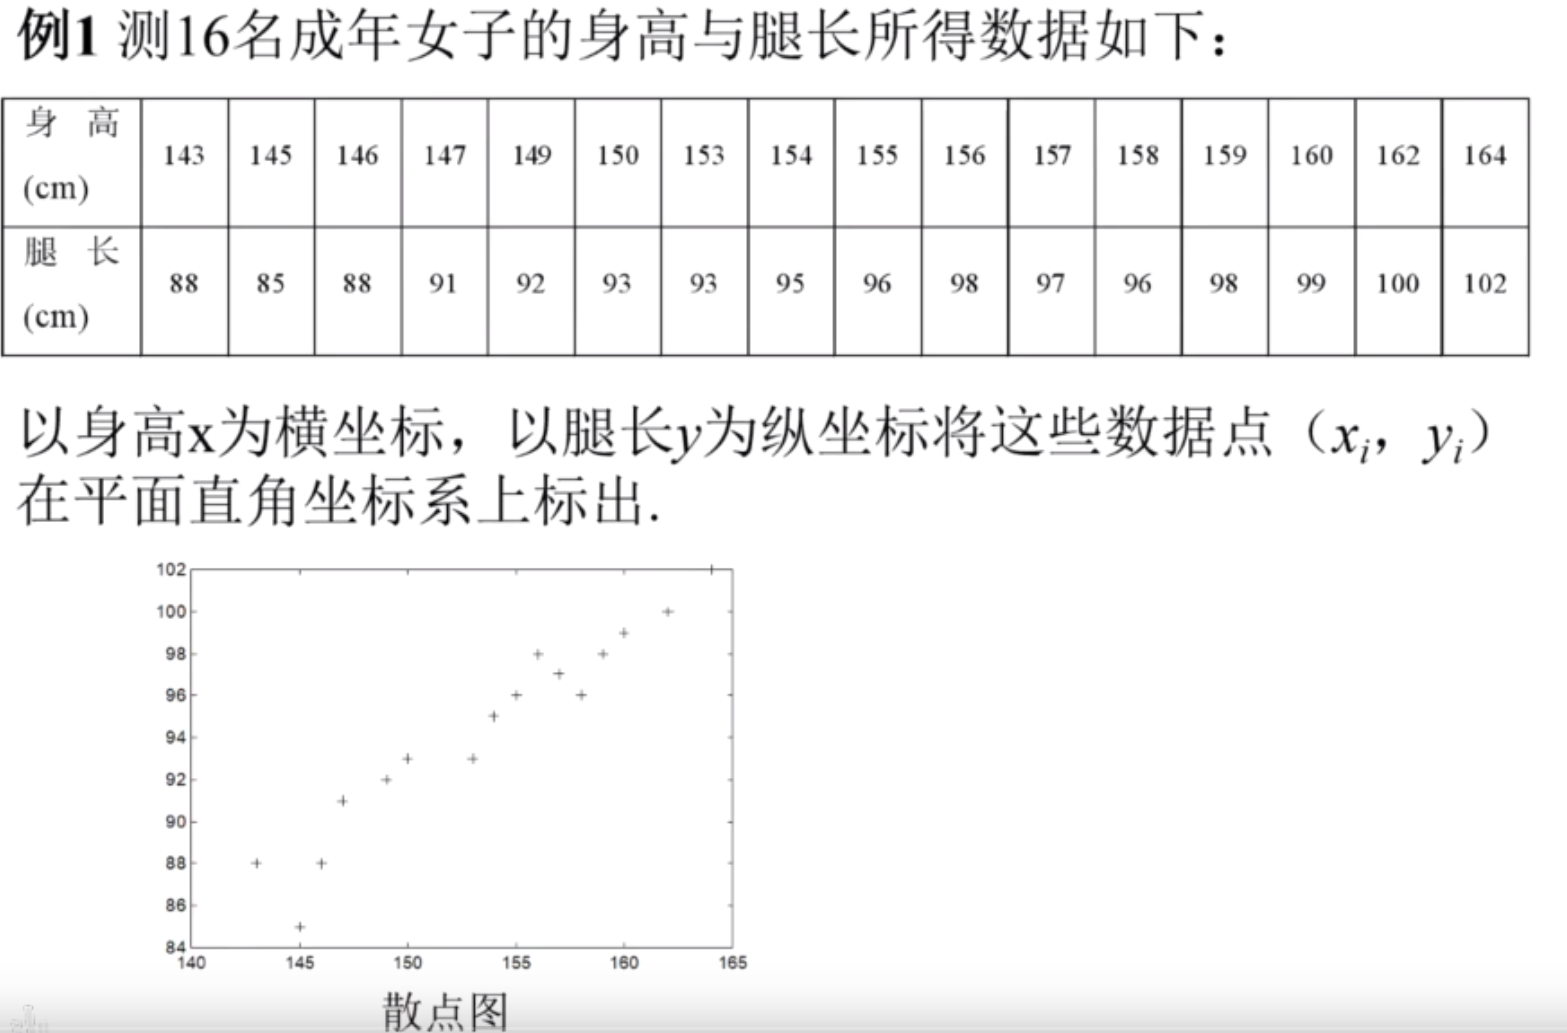 例1 测16名成年女子的身高与腿长所得数据如下：
身 高 (cm) 143 145 146 147 149 150 153 154 155 156 157 158 159 160 162 164
腿 长 (cm) 88 85 88 91 92 93 93 95 96 98 97 96 98 99 100 102
以身高x为横坐标，以腿长y为纵坐标将这些数据点（xi，yi）
在平面直角坐标系上标出.
102
100
98
96
94
92
90
88
86
84
140 145 150 155 160 165
散点图